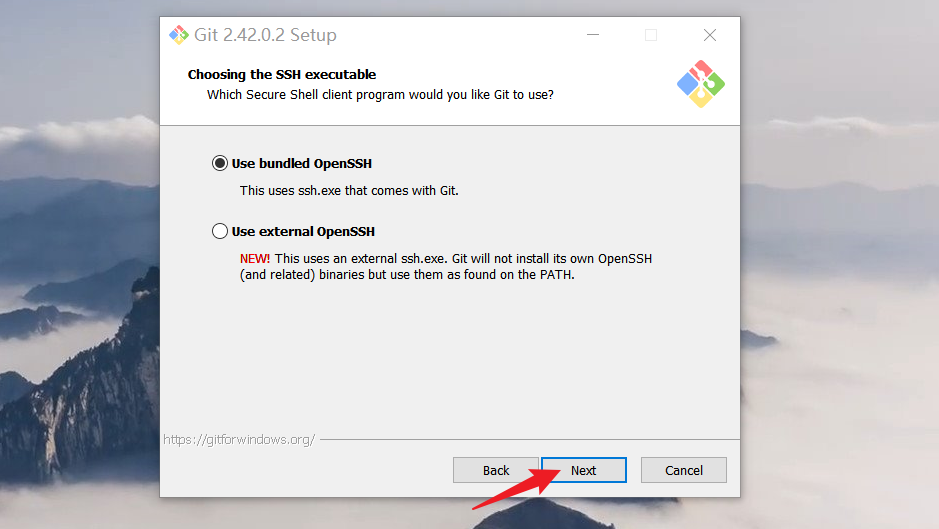 Git 2.42.0.2 Setup
Choosing the SSH executable
Which Secure Shell client program would you like Git to use?
Use bundled OpenSSH
This uses ssh.exe that comes with Git.
Use external OpenSSH
NEW! This uses an external ssh.exe. Git will not install its own OpenSSH
(and related) binaries but use them as found on the PATH.
https://gitforwindows.org/
Back
Next
Cancel